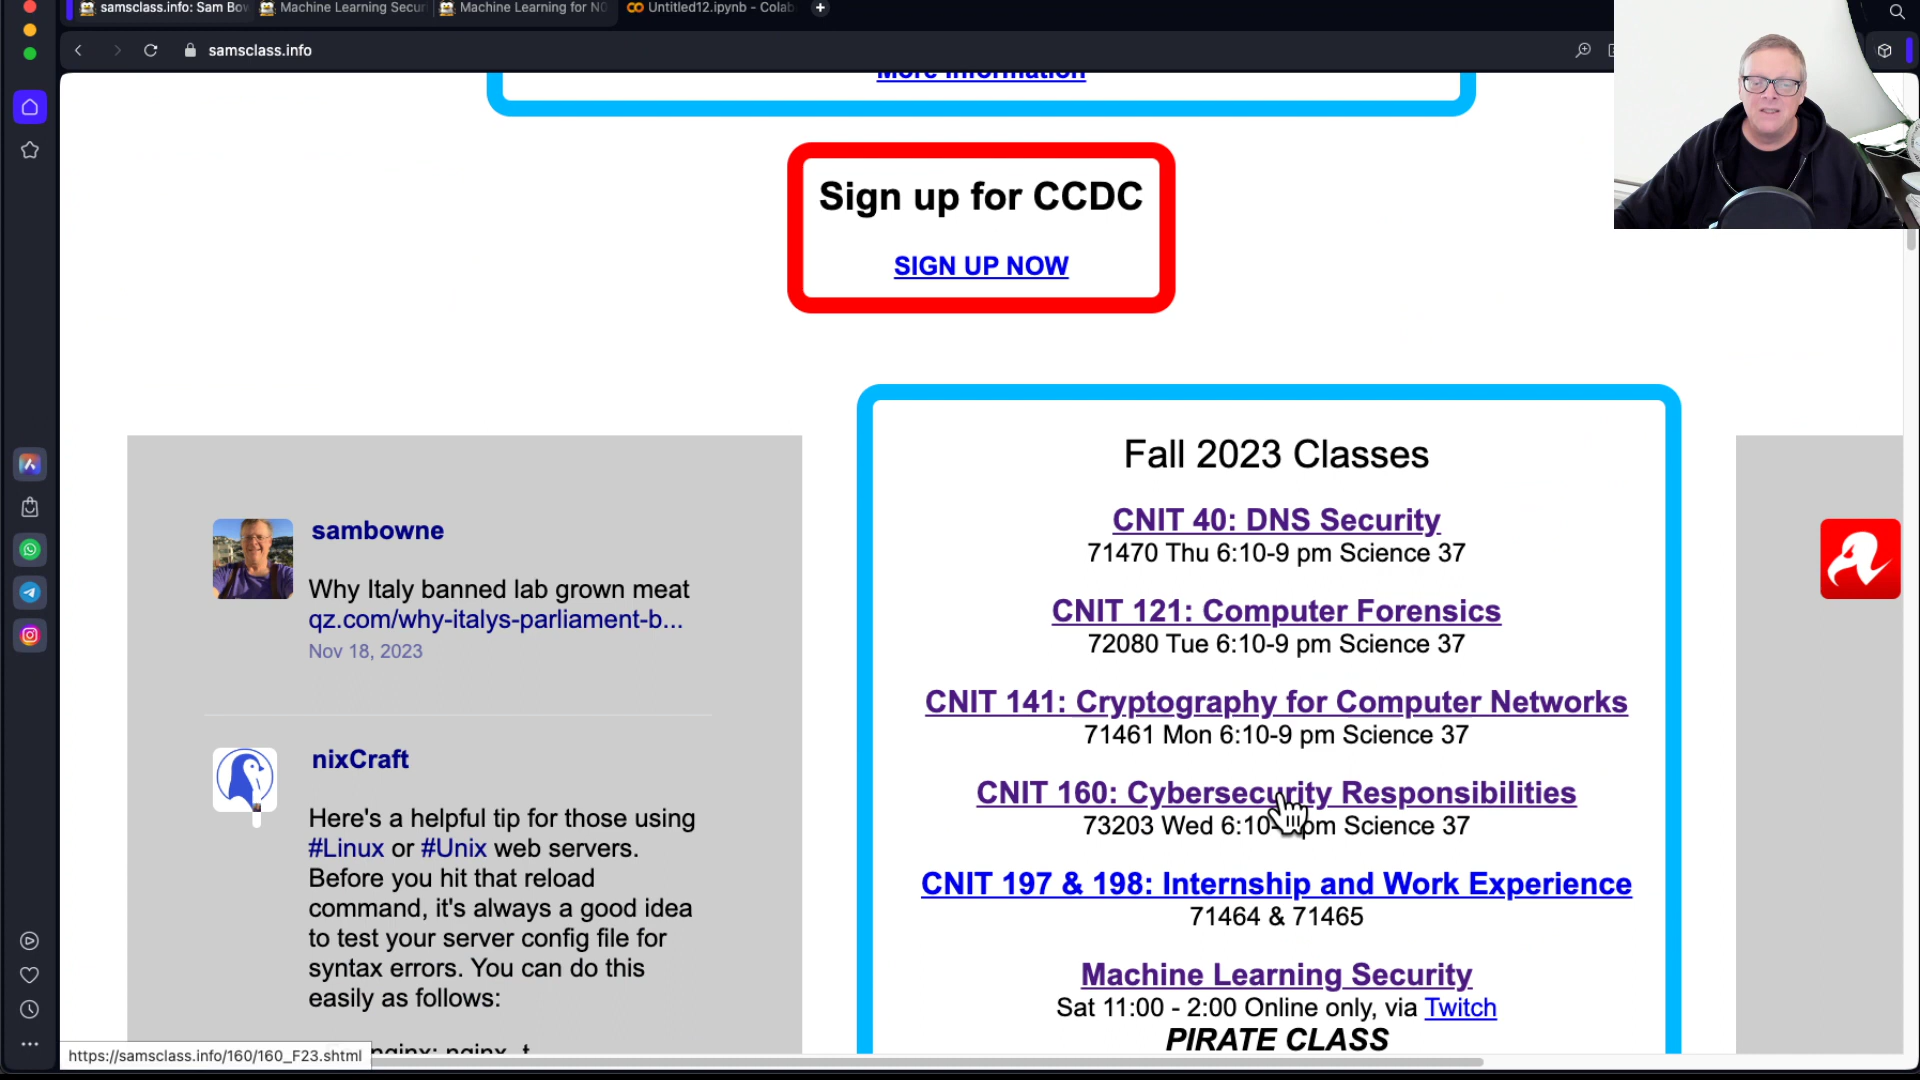 samsclass.info: Sam Bow
Machine Learning Secur
Machine Learning for NO
Untitled12.ipynb - Colab
samsclass.info
More Information
Sign up for CCDC
SIGN UP NOW
sambowne
Why Italy banned lab grown meat
qz.com/why-italys-parliament-b...
Nov 18, 2023
nixCraft
Here's a helpful tip for those using
#Linux or #Unix web servers.
Before you hit that reload
command, it's always a good idea
to test your server config file for
syntax errors. You can do this
easily as follows:
nginx: nginx -t
Fall 2023 Classes
CNIT 40: DNS Security
71470 Thu 6:10-9 pm Science 37
CNIT 121: Computer Forensics
72080 Tue 6:10-9 pm Science 37
CNIT 141: Cryptography for Computer Networks
71461 Mon 6:10-9 pm Science 37
CNIT 160: Cybersecurity Responsibilities
73203 Wed 6:10- pm Science 37
CNIT 197 & 198: Internship and Work Experience
71464 & 71465
Machine Learning Security
Sat 11:00 - 2:00 Online only, via Twitch
PIRATE CLASS
https://samsclass.info/160/160_F23.shtml